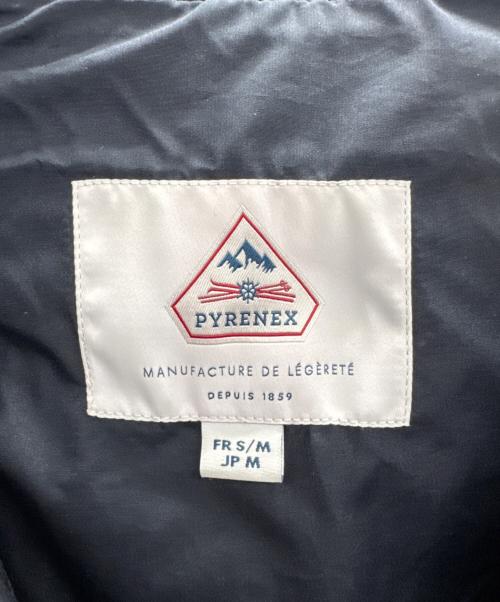 PYRENEX
MANUFACTURE DE LÉGÈRETÉ
DEPUIS 1859
FR S/M
JP M